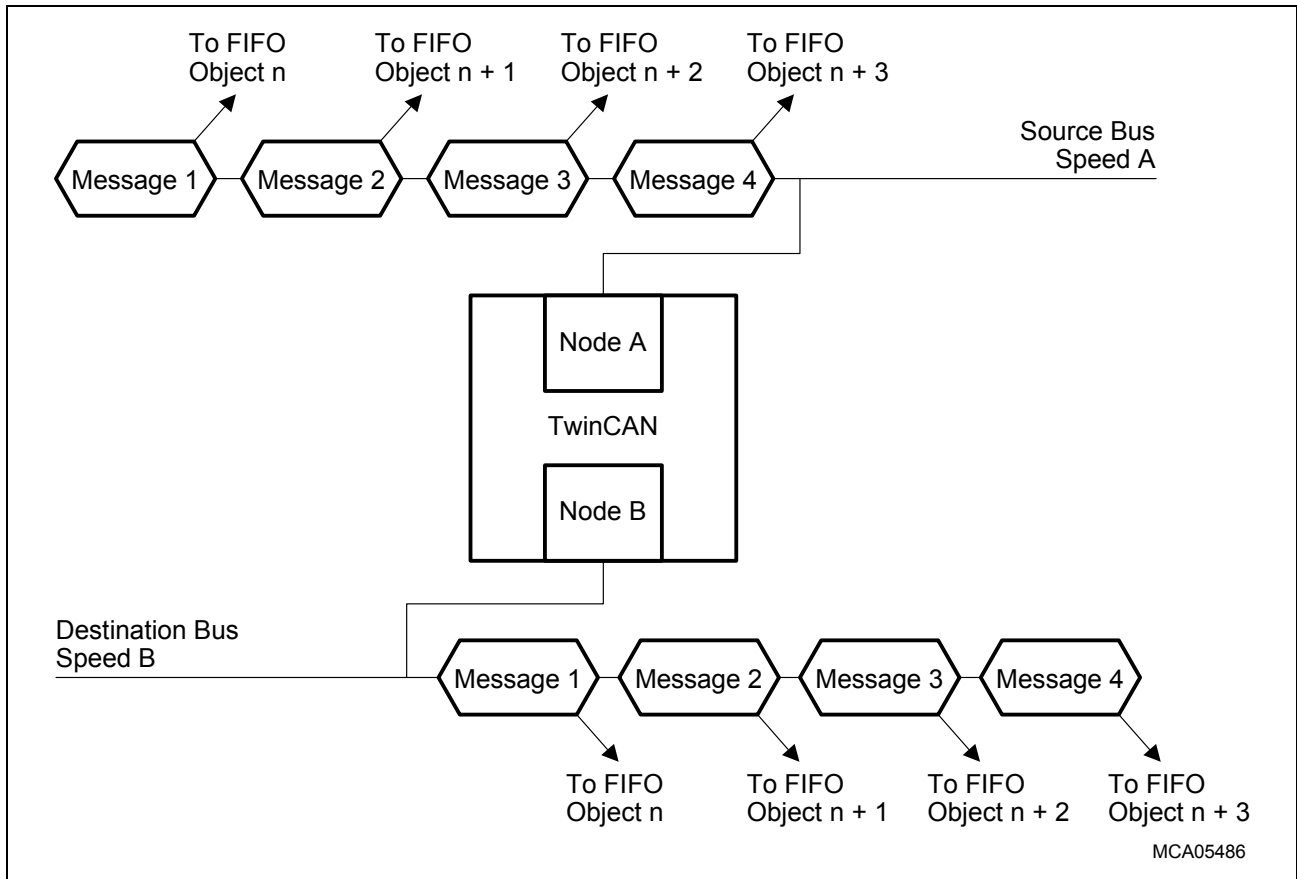 To FIFO
Object n
To FIFO
Object n + 1
To FIFO
Object n + 2
To FIFO
Object n + 3
Source Bus
Speed A
Message 1
Message 2
Message 3
Message 4
Node A
TwinCAN
Node B
Destination Bus
Speed B
Message 1
Message 2
Message 3
Message 4
To FIFO
Object n
To FIFO
Object n + 1
To FIFO
Object n + 2
To FIFO
Object n + 3
MCA05486